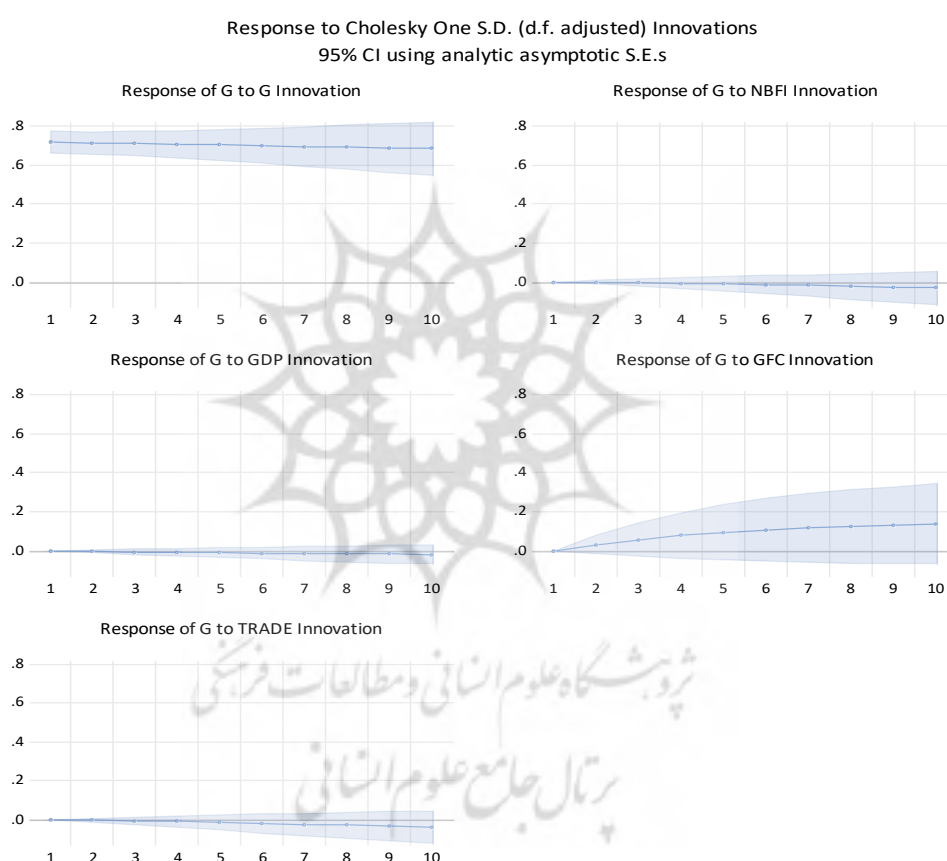 Response to Cholesky One S.D. (d.f. adjusted) Innovations
95% CI using analytic asymptotic S.E.s
Response of G to G Innovation
.8
.6
.4
.2
.0
1 2 3 4 5 6 7 8 9 10
Response of G to NBFI Innovation
.8
.6
.4
.2
.0
1 2 3 4 5 6 7 8 9 10
Response of G to GDP Innovation
.8
.6
.4
.2
.0
1 2 3 4 5 6 7 8 9 10
Response of G to GFC Innovation
.8
.6
.4
.2
.0
1 2 3 4 5 6 7 8 9 10
Response of G to TRADE Innovation
.8
.6
.4
.2
.0
1 2 3 4 5 6 7 8 9 10
پژوهشگاه علوم انسانی و مطالعات فرهنگی
پرتال جامع علوم انسانی